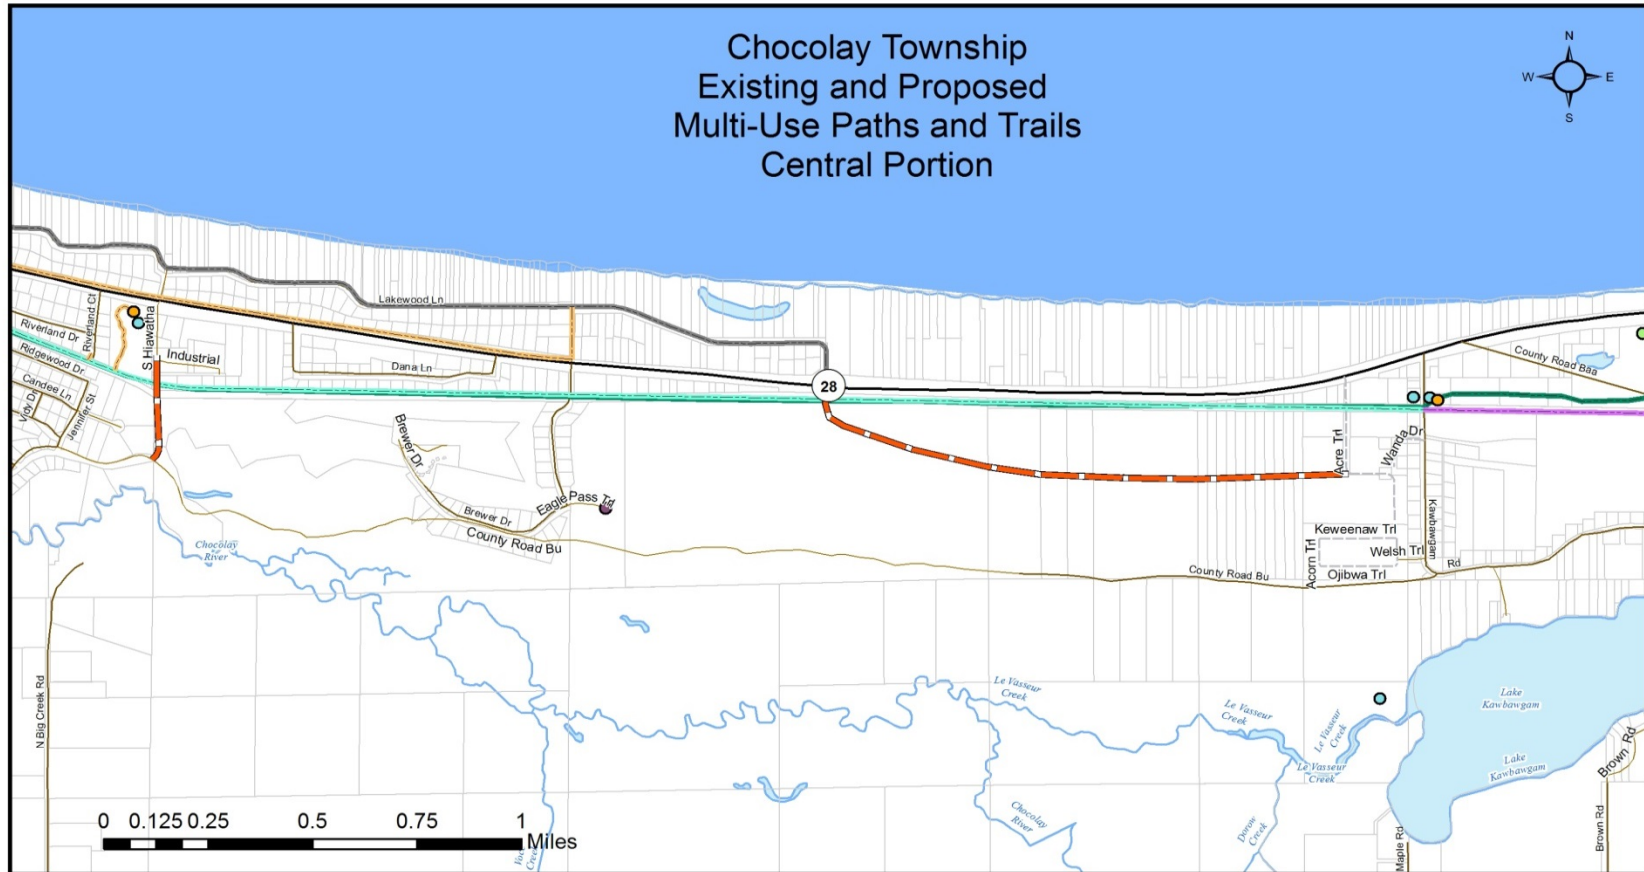 Chocolay Township
Existing and Proposed
Multi-Use Paths and Trails
Central Portion
N
W E
S
Lakewood Ln
Riverland Ct
Riverland Dr
S Hiawatha
Industrial
Ridgewood Dr
Dana Ln
Candee Ln
Vidy Dr
Jennifer St
28
County Road Baa
Brewer Dr
Acre Trl
Wanda Dr
Eagle Pass Trl
Brewer Dr
County Road Bu
Kawbawgam
Rd
Keweenaw Trl
Welsh Trl
Acorn Trl
Ojibwa Trl
County Road Bu
Chocolay
River
N Big Creek Rd
Le Vasseur
Creek
Le Vasseur
Creek
Le Vasseur
Creek
Le Vasseur
Creek
Lake
Kawbawgam
Lake
Kawbawgam
Brown Rd
Brown Rd
Maple Rd
Dorow
Creek
Chocolay
River
0 0.125 0.25 0.5 0.75 1
Miles
Creek